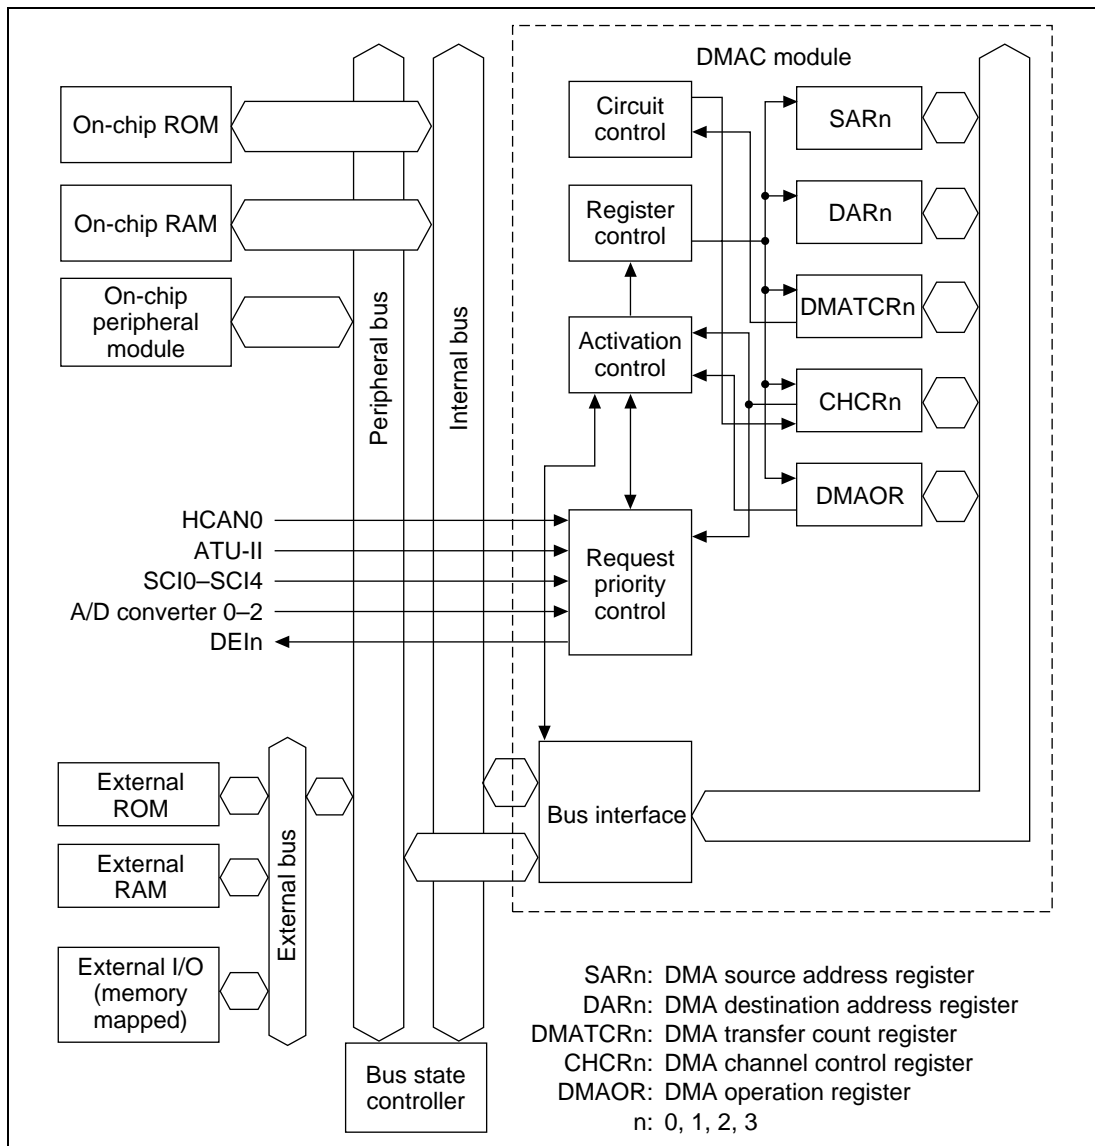 DMAC module
On-chip ROM
Circuit
control
SARn
On-chip RAM
Register
control
DARn
On-chip
peripheral
module
Peripheral bus
Internal bus
Activation
control
DMATCRn
CHCRn
DMAOR
HCAN0
ATU-II
SCI0–SCI4
A/D converter 0–2
DEIn
Request
priority
control
External
ROM
External
RAM
External I/O
(memory
mapped)
External bus
Bus interface
Bus state
controller
SARn: DMA source address register
DARn: DMA destination address register
DMATCRn: DMA transfer count register
CHCRn: DMA channel control register
DMAOR: DMA operation register
n: 0, 1, 2, 3